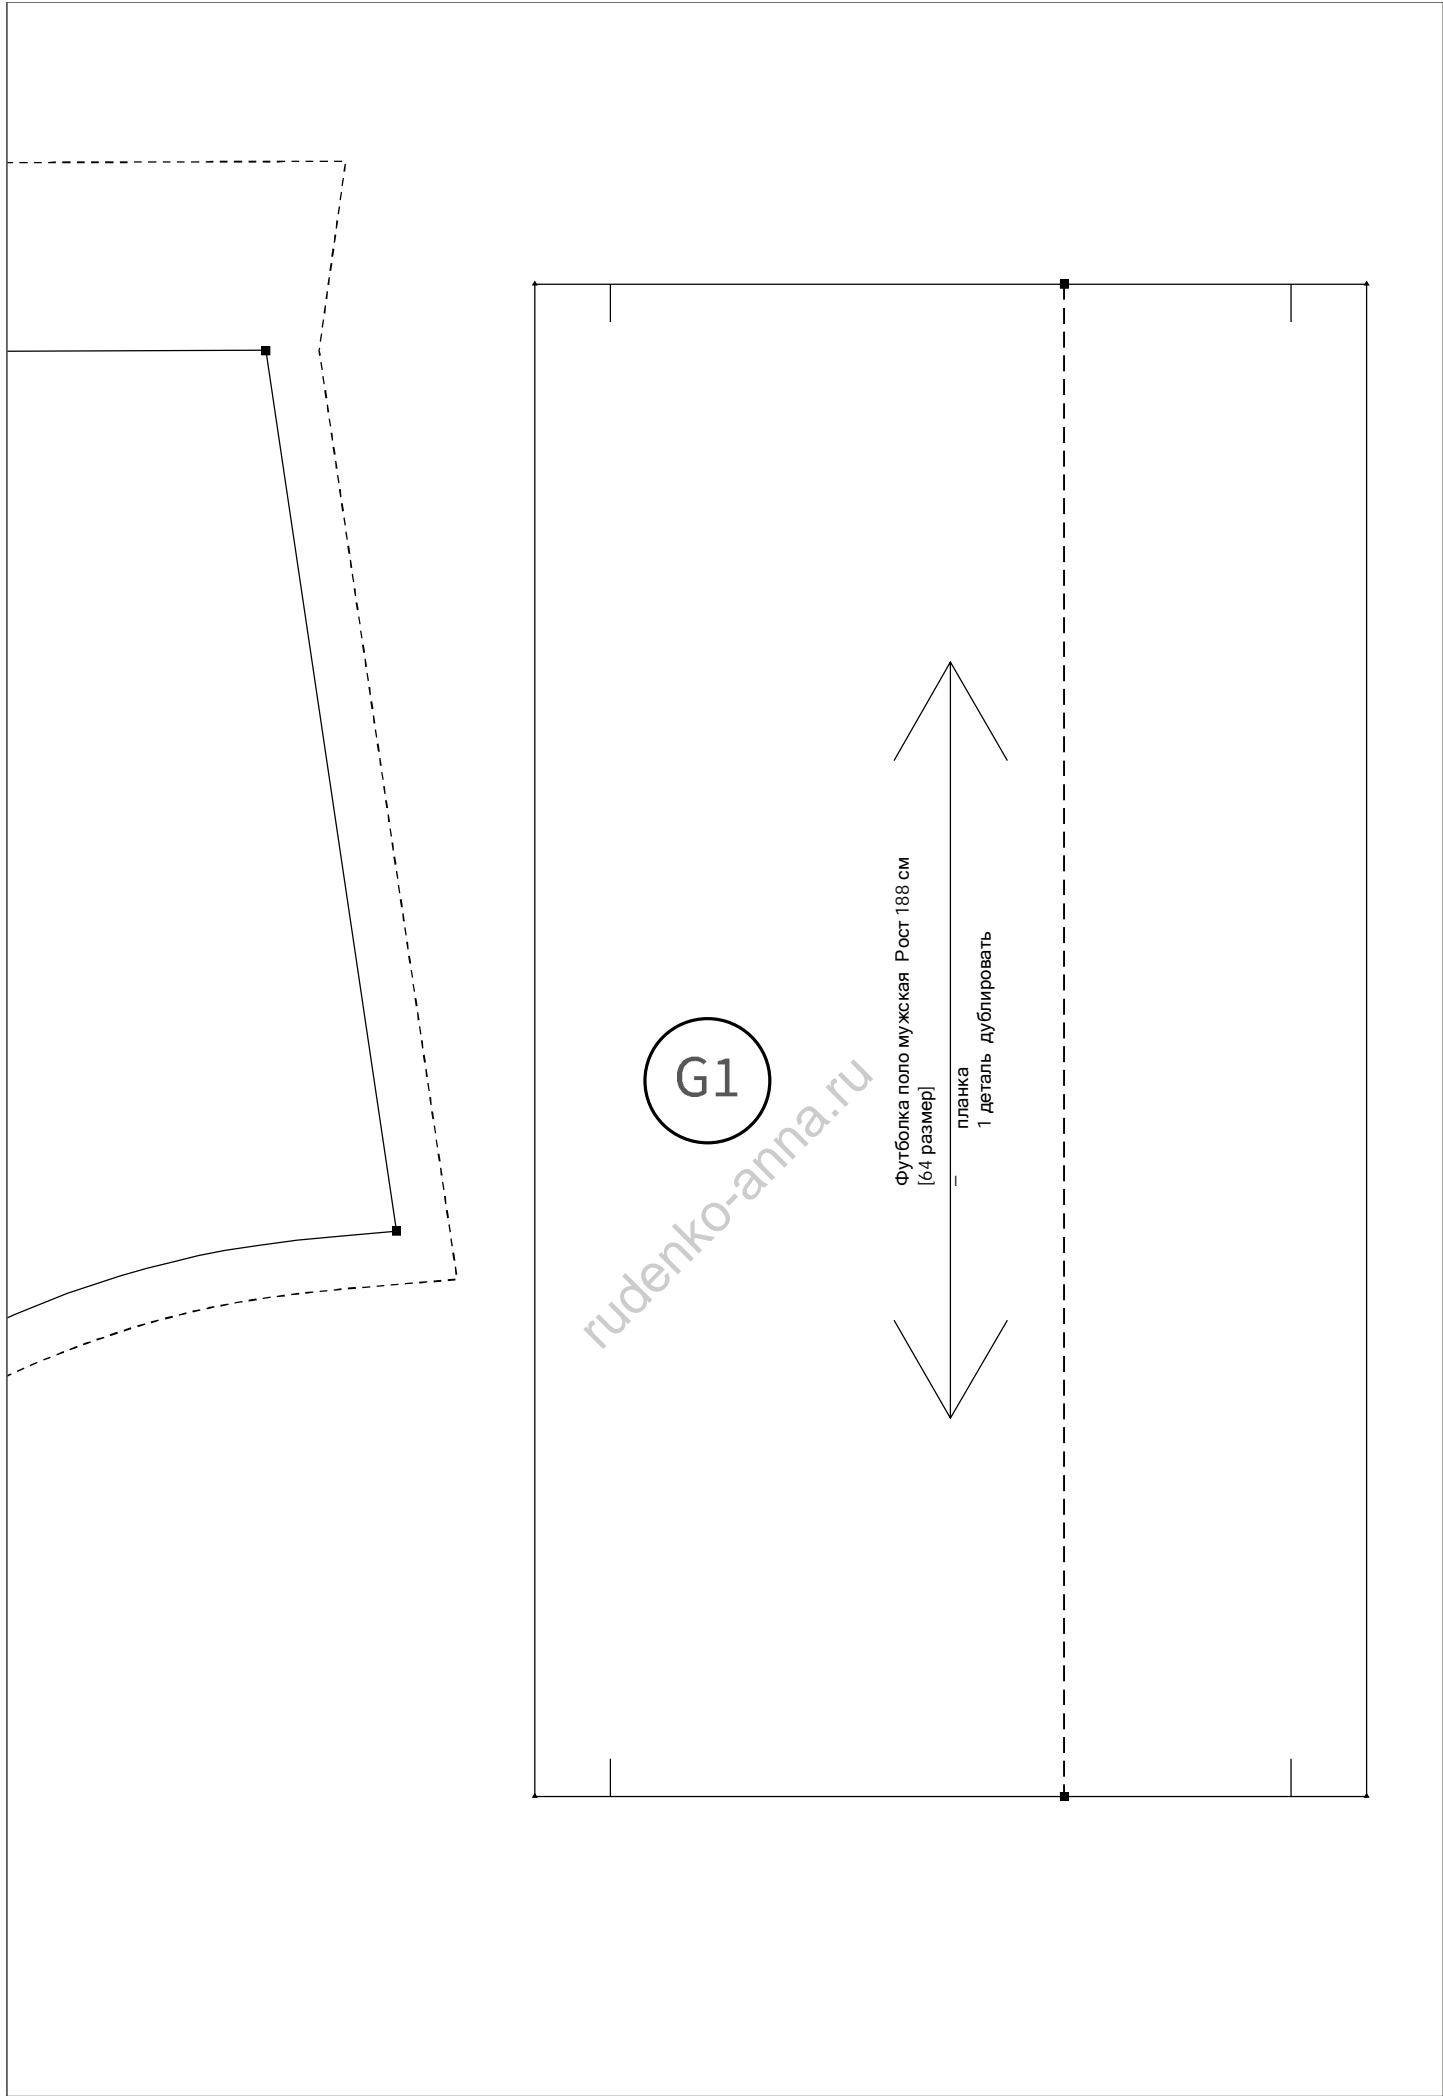 G1
rudenko-anna.ru
Футболка поло мужская Рост 188 см
[64 размер]
_
планка
1 деталь дублировать